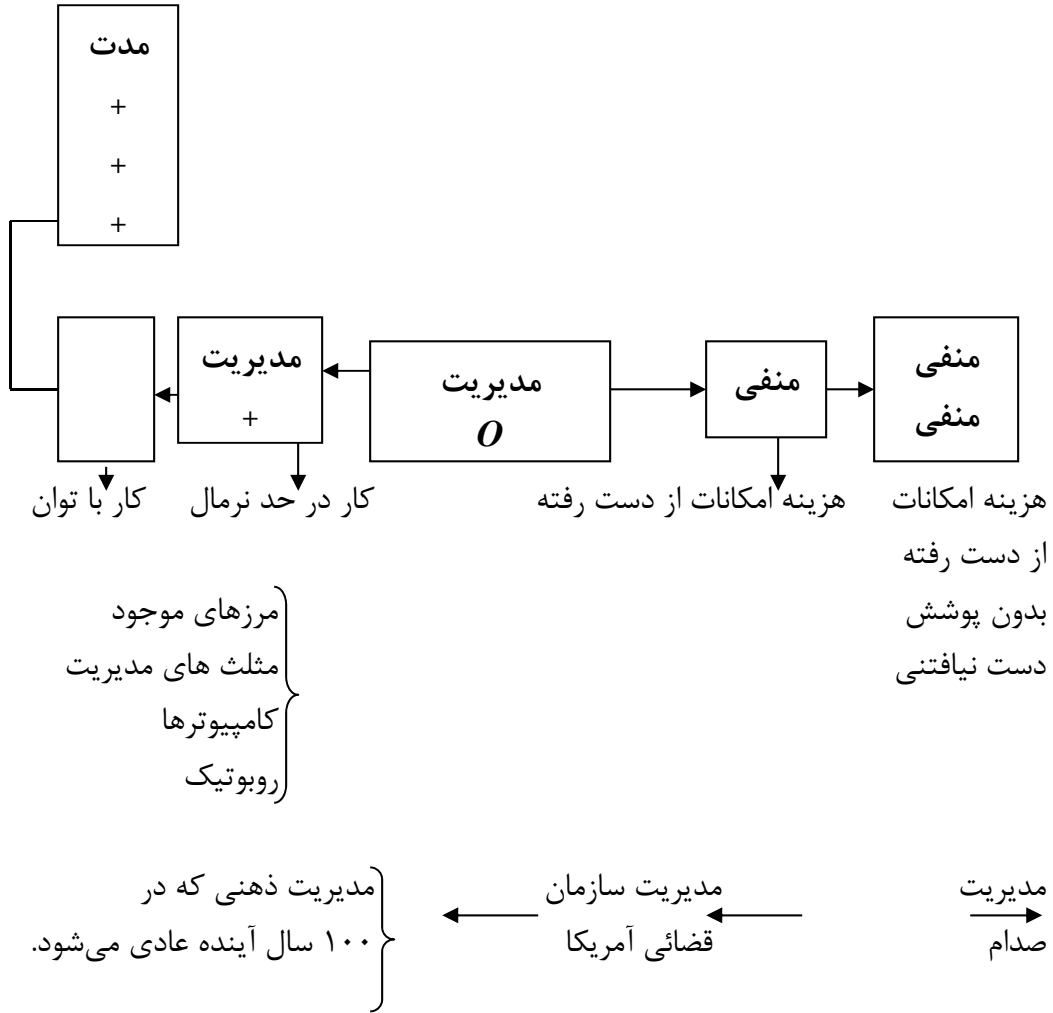 مدت
+
+
+
منفی
منفی
منفی
مدیریت
O
مدیریت
+
هزینه امکانات
از دست رفته
بدون پوشش
دست نیافتنی
هزینه امکانات از دست رفته
کار در حد نرمال
کار با توان
مرزهای موجود
مثلث های مدیریت
کامپیوترها
روبوتیک
مدیریت
صدام
مدیریت سازمان
قضائی آمریکا
مدیریت ذهنی که در
۱۰۰ سال آینده عادی می‌شود.